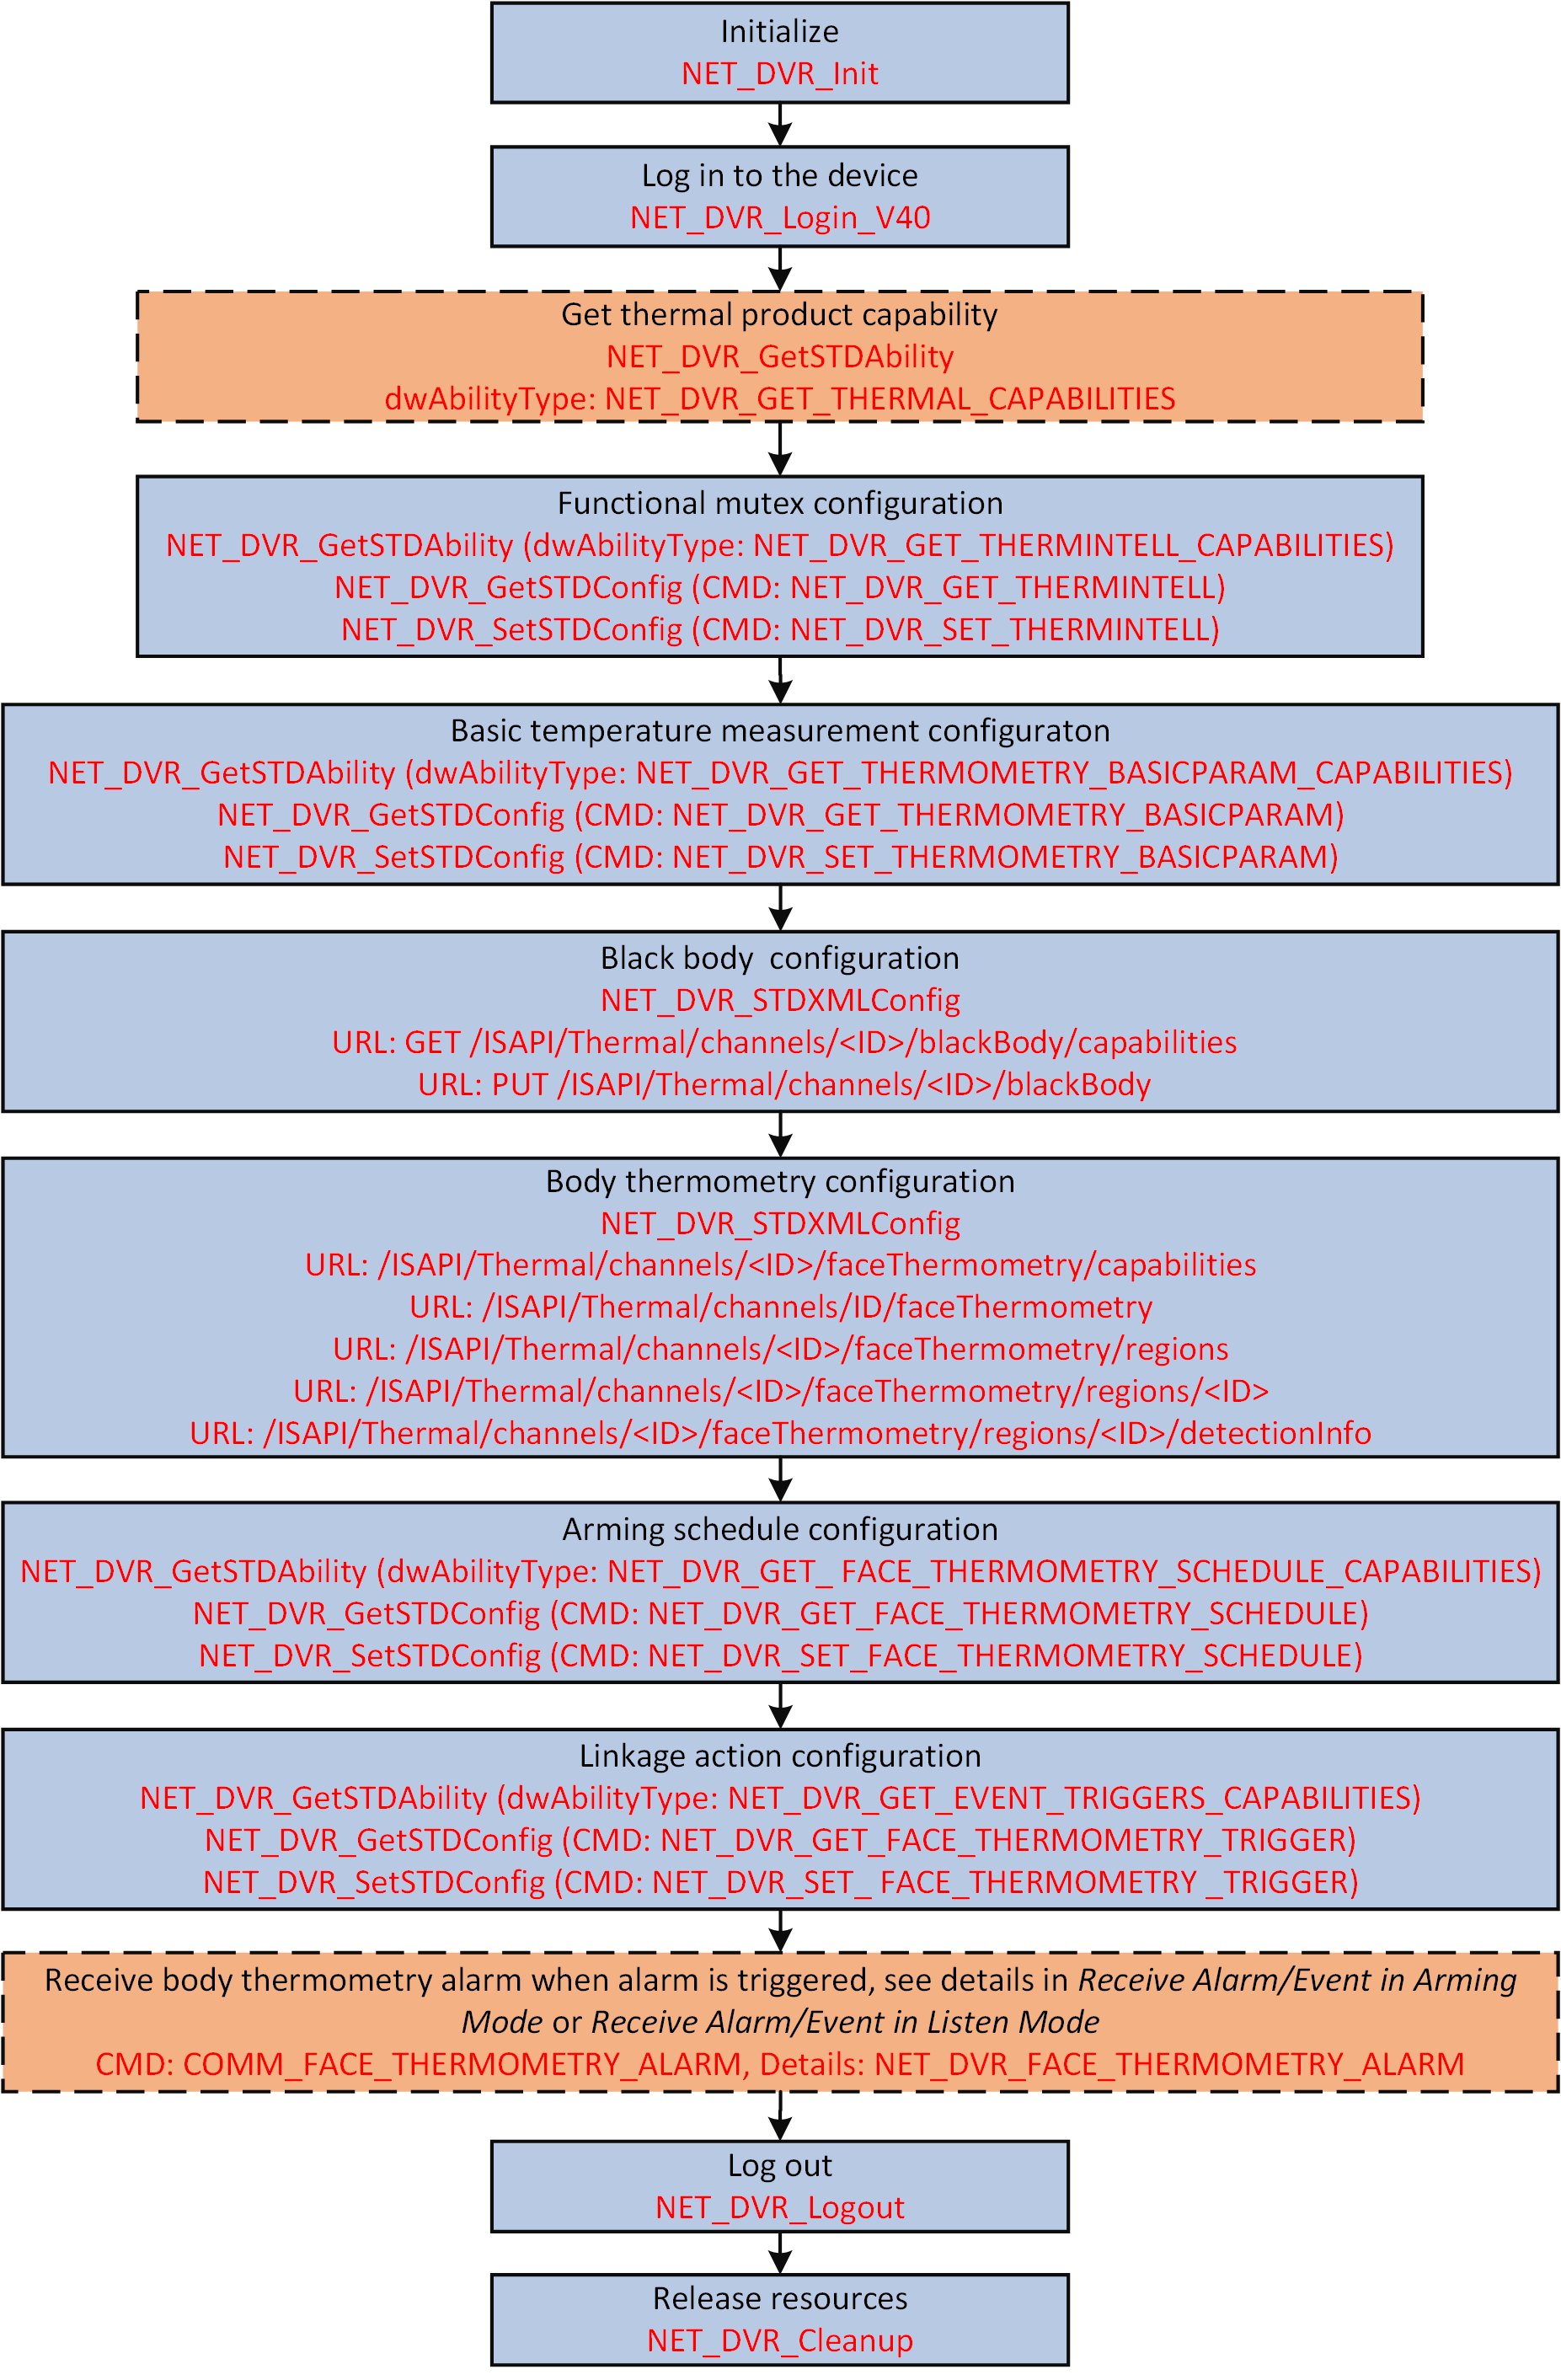 Initialize
NET_DVR_Init
Log in to the device
NET_DVR_Login_V40
Get thermal product capability
NET_DVR_GetSTDAbility
dwAbilityType: NET_DVR_GET_THERMAL_CAPABILITIES
Functional mutex configuration
NET_DVR_GetSTDAbility (dwAbilityType: NET_DVR_GET_THERMINTELL_CAPABILITIES)
NET_DVR_GetSTDConfig (CMD: NET_DVR_GET_THERMINTELL)
NET_DVR_SetSTDConfig (CMD: NET_DVR_SET_THERMINTELL)
Basic temperature measurement configuraton
NET_DVR_GetSTDAbility (dwAbilityType: NET_DVR_GET_THERMOMETRY_BASICPARAM_CAPABILITIES)
NET_DVR_GetSTDConfig (CMD: NET_DVR_GET_THERMOMETRY_BASICPARAM)
NET_DVR_SetSTDConfig (CMD: NET_DVR_SET_THERMOMETRY_BASICPARAM)
Black body  configuration
NET_DVR_STDXMLConfig
URL: GET /ISAPI/Thermal/channels/<ID>/blackBody/capabilities
URL: PUT /ISAPI/Thermal/channels/<ID>/blackBody
Body thermometry configuration
NET_DVR_STDXMLConfig
URL: /ISAPI/Thermal/channels/<ID>/faceThermometry/capabilities
URL: /ISAPI/Thermal/channels/ID/faceThermometry
URL: /ISAPI/Thermal/channels/<ID>/faceThermometry/regions
URL: /ISAPI/Thermal/channels/<ID>/faceThermometry/regions/<ID>
URL: /ISAPI/Thermal/channels/<ID>/faceThermometry/regions/<ID>/detectionInfo
Arming schedule configuration
NET_DVR_GetSTDAbility (dwAbilityType: NET_DVR_GET_ FACE_THERMOMETRY_SCHEDULE_CAPABILITIES)
NET_DVR_GetSTDConfig (CMD: NET_DVR_GET_FACE_THERMOMETRY_SCHEDULE)
NET_DVR_SetSTDConfig (CMD: NET_DVR_SET_FACE_THERMOMETRY_SCHEDULE)
Linkage action configuration
NET_DVR_GetSTDAbility (dwAbilityType: NET_DVR_GET_EVENT_TRIGGERS_CAPABILITIES)
NET_DVR_GetSTDConfig (CMD: NET_DVR_GET_FACE_THERMOMETRY_TRIGGER)
NET_DVR_SetSTDConfig (CMD: NET_DVR_SET_ FACE_THERMOMETRY _TRIGGER)
Receive body thermometry alarm when alarm is triggered, see details in Receive Alarm/Event in Arming
Mode or Receive Alarm/Event in Listen Mode
CMD: COMM_FACE_THERMOMETRY_ALARM, Details: NET_DVR_FACE_THERMOMETRY_ALARM
Log out
NET_DVR_Logout
Release resources
NET_DVR_Cleanup